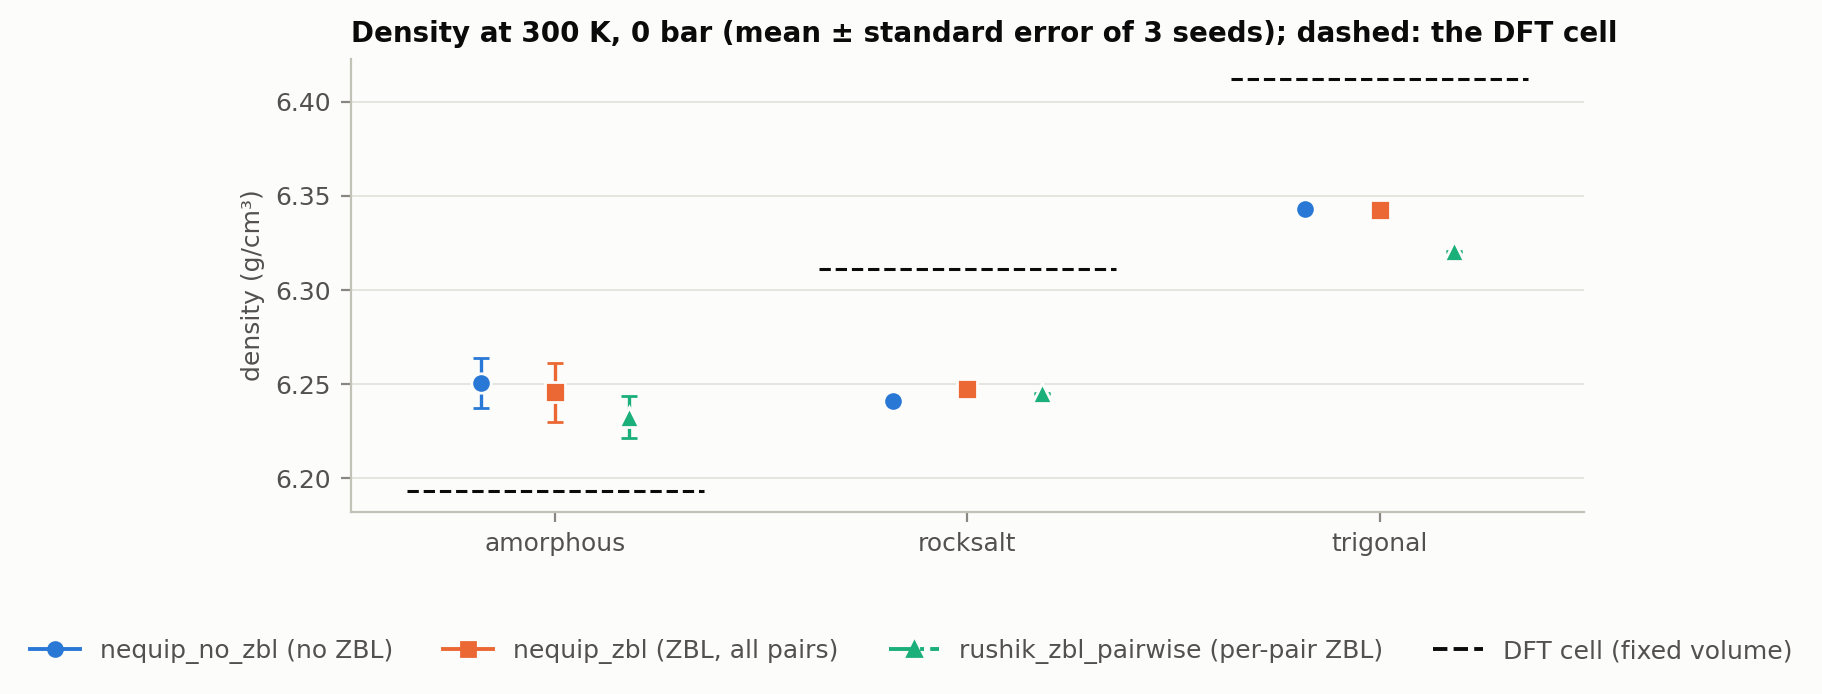 Density at 300 K, 0 bar (mean ± standard error of 3 seeds); dashed: the DFT cell
density (g/cm³)
6.40
6.35
6.30
6.25
6.20
amorphous
rocksalt
trigonal
nequip_no_zbl (no ZBL)
nequip_zbl (ZBL, all pairs)
rushik_zbl_pairwise (per-pair ZBL)
DFT cell (fixed volume)